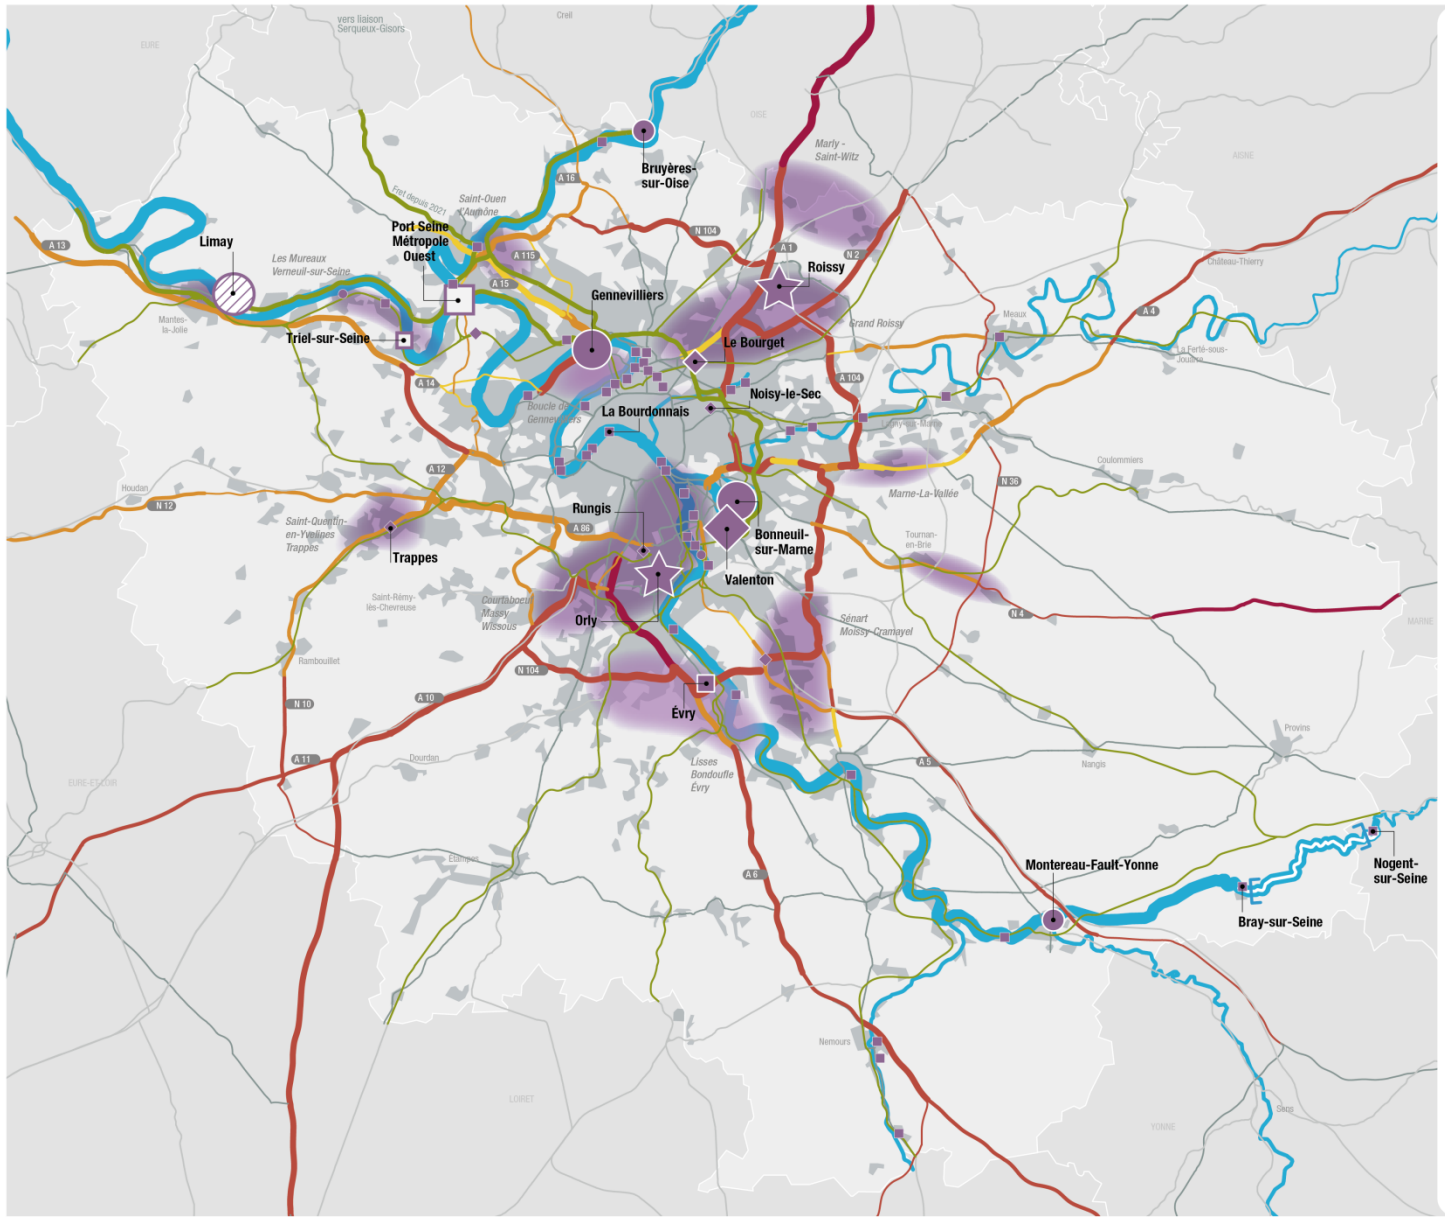 vers liaison
Serqueux-Gisors
Creil
EURE
OISE
Marly -
Saint-Witz
AISNE
Bruyères-
sur-Oise
A 16
Fret depuis 2021
Saint-Ouen
l'Aumône
Port Seine
Métropole
Ouest
Limay
A 13
Les Mureaux
Verneuil-sur-Seine
A 115
A 15
N 104
A 1
N 2
Roissy
Château-Thierry
Gennevilliers
Mantes-
la-Jolie
Triel-sur-Seine
Grand Roissy
Meaux
A 4
Le Bourget
La Ferté-sous-
Jouarre
A 14
A 104
Noisy-le-Sec
Boucle de
Gennevilliers
La Bourdonnais
Lagny-sur-Marne
A 12
Coulommiers
Houdan
N 12
Marne-La-Vallée
N 36
Saint-Quentin-
en-Yvelines
Trappes
Rungis
A 86
Trappes
Bonneuil-
sur-Marne
Tournan-
en-Brie
Valenton
Saint-Rémy-
lès-Chevreuse
Courtaboeuf
Massy
Wissous
Orly
N 4
Sénart
Moissy-Cramayel
MARNE
Rambouillet
N 104
N 10
A 10
Évry
Provins
A 11
Dourdan
Lisses
Bondoufle
Évry
A 5
Nangis
EURE-ET-LOIR
Étampes
A 6
Montereau-Fault-Yonne
Nogent-
sur-Seine
Bray-sur-Seine
Nemours
LOIRET
Sens
YONNE